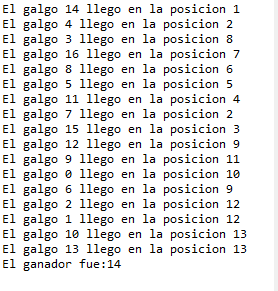 El galgo 14 llego en la posicion 1
El galgo 4 llego en la posicion 2
El galgo 3 llego en la posicion 8
El galgo 16 llego en la posicion 7
El galgo 8 llego en la posicion 6
El galgo 5 llego en la posicion 5
El galgo 11 llego en la posicion 4
El galgo 7 llego en la posicion 2
El galgo 15 llego en la posicion 3
El galgo 12 llego en la posicion 9
El galgo 9 llego en la posicion 11
El galgo 0 llego en la posicion 10
El galgo 6 llego en la posicion 9
El galgo 2 llego en la posicion 12
El galgo 1 llego en la posicion 12
El galgo 10 llego en la posicion 13
El galgo 13 llego en la posicion 13
El ganador fue:14